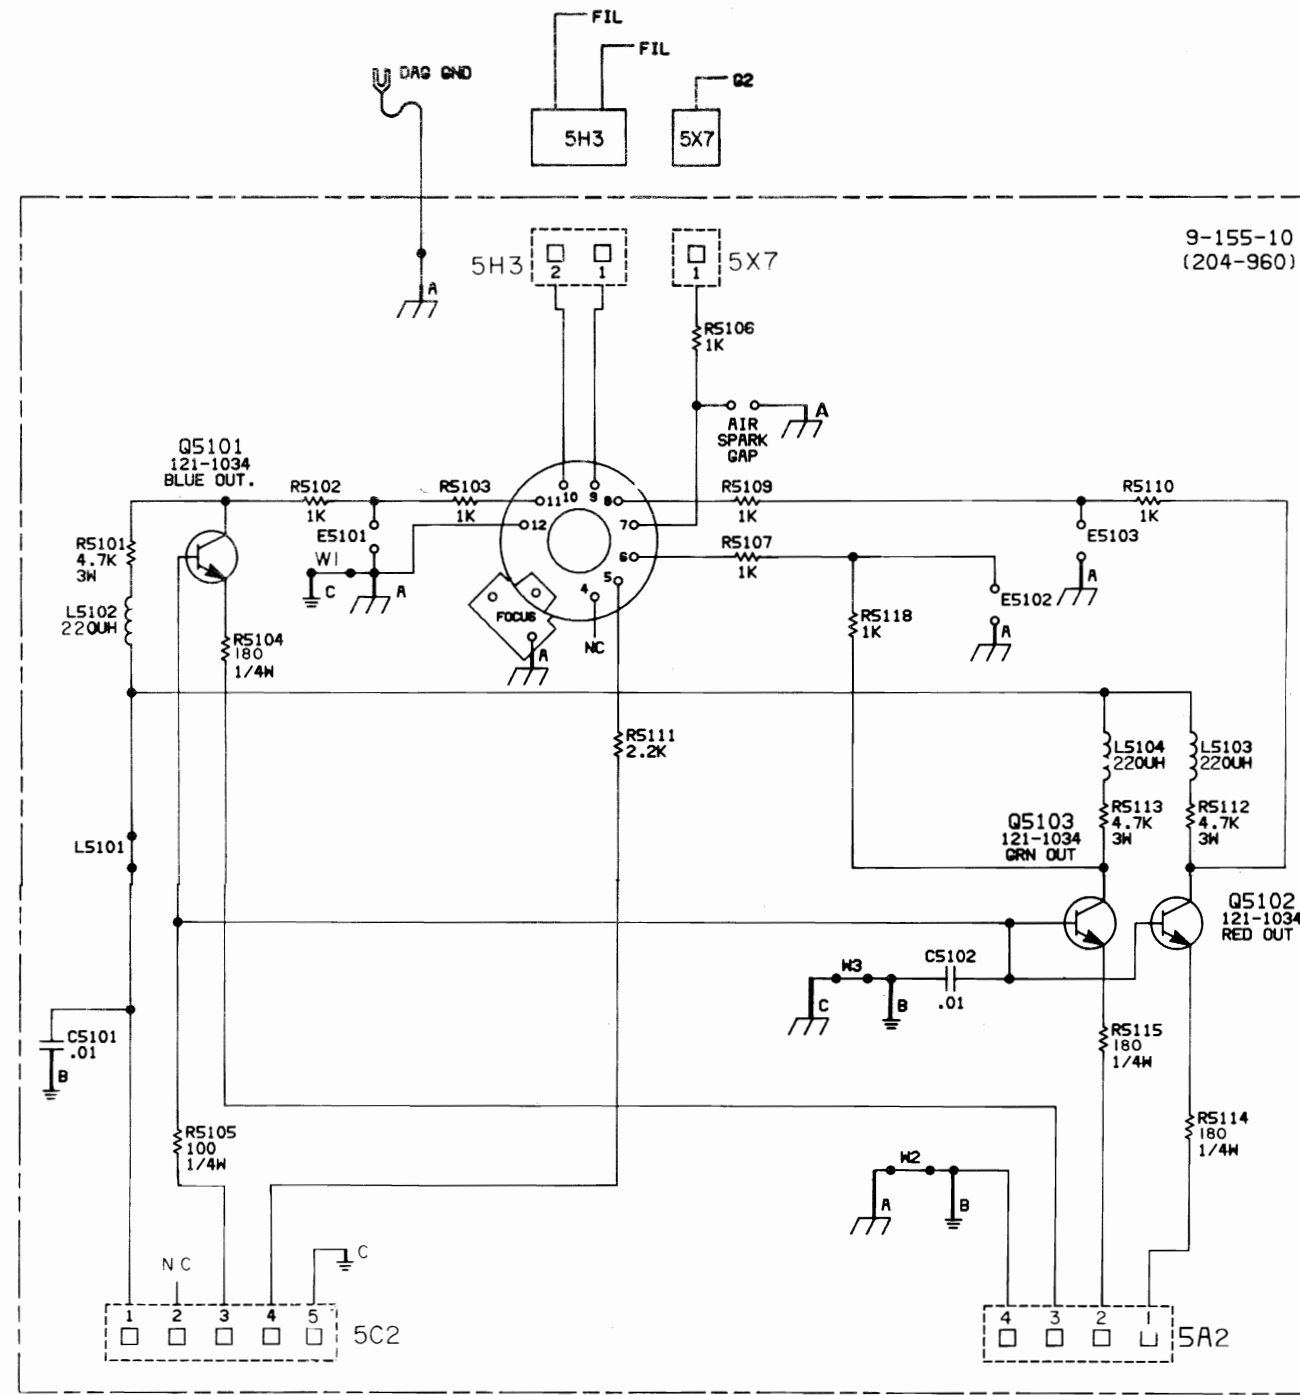 FIL
FIL
DAG GND
G2
5H3
5X7
9-155-10
(204-960)
5H3
2
1
1
5X7
A
R5106
1K
A
AIR
SPARK
GAP
Q5101
121-1034
BLUE OUT.
R5102
1K
R5103
1K
11
10
9
8
R5109
1K
R5110
1K
E5101
12
7
E5103
R5101
4.7K
3W
W1
6
R5107
1K
C
A
5
A
L5102
220UH
4
FOCUS
E5102
R5118
1K
R5104
180
1/4W
NC
A
A
R5111
2.2K
L5104
220UH
L5103
220UH
R5113
4.7K
3W
R5112
4.7K
3W
L5101
Q5103
121-1034
GRN OUT
Q5102
121-1034
RED OUT
W3
C5102
.01
C
B
C5101
.01
B
R5115
180
1/4W
R5105
100
1/4W
R5114
180
1/4W
W2
A
B
NC
C
1
2
3
4
5
5C2
4
3
2
1
5A2